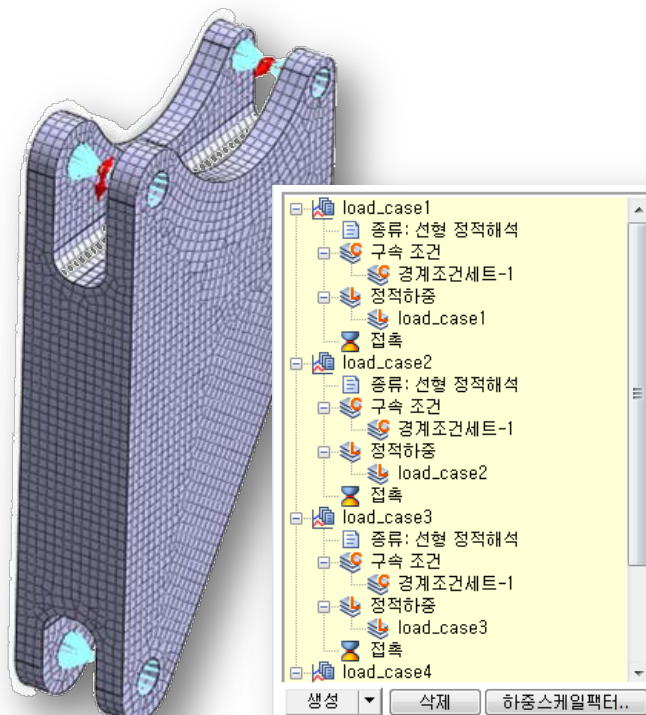 load_case1
종류: 선형 정적해석
구속 조건
경계조건세트-1
정적하중
load_case1
접촉
load_case2
종류: 선형 정적해석
구속 조건
경계조건세트-1
정적하중
load_case2
접촉
load_case3
종류: 선형 정적해석
구속 조건
경계조건세트-1
정적하중
load_case3
접촉
load_case4
생성 삭제 하중스케일팩터..